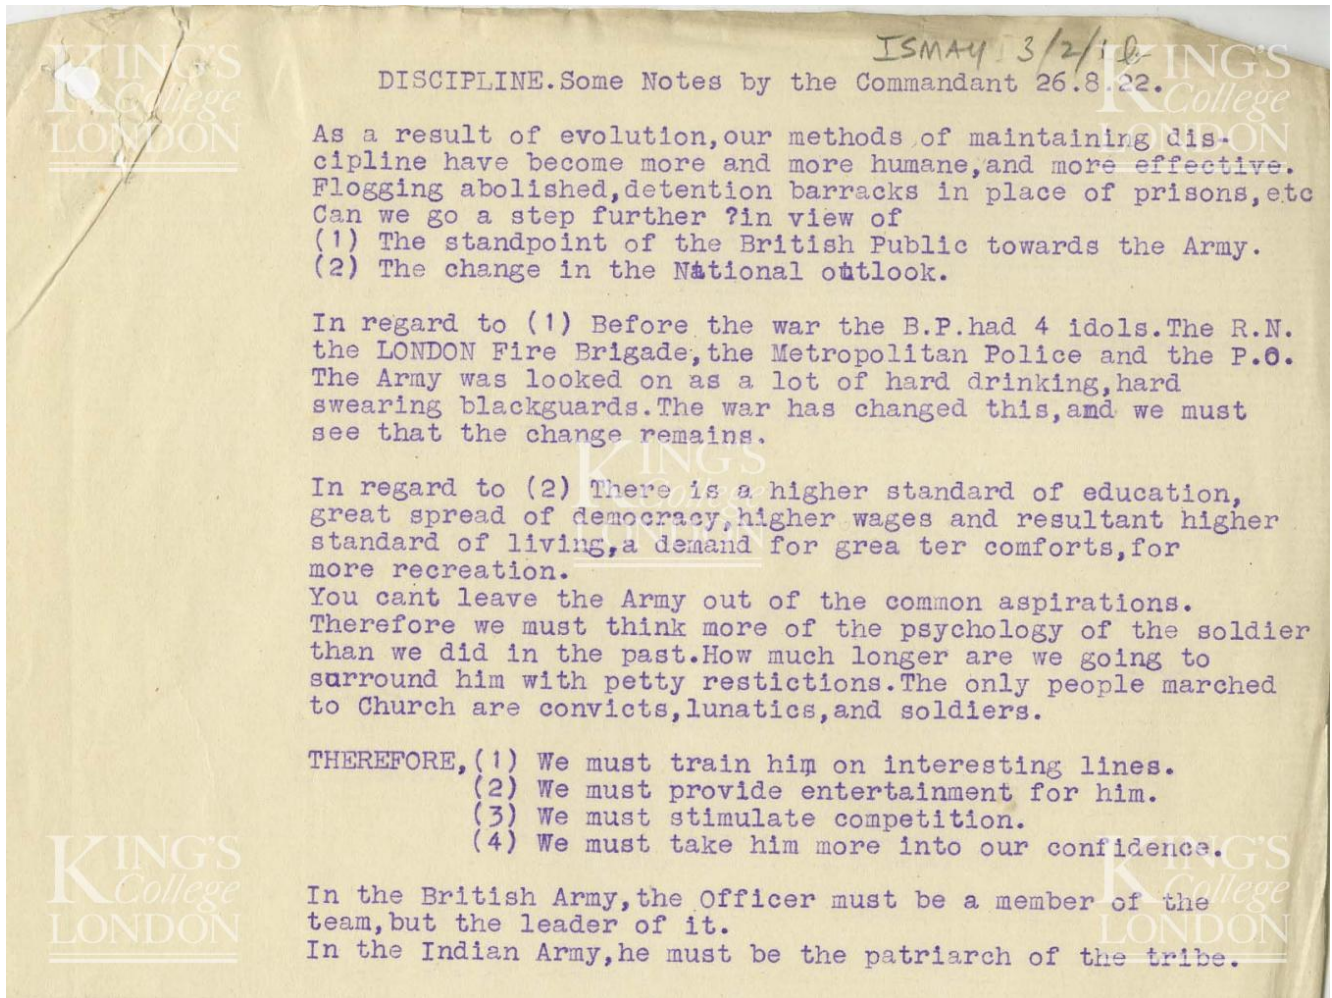 ISMAY 3/2/1b
DISCIPLINE.Some Notes by the Commandant 26.8.22.
As a result of evolution,our methods of maintaining dis-
cipline have become more and more humane,and more effective.
Flogging abolished,detention barracks in place of prisons,etc
Can we go a step further ?in view of
(1) The standpoint of the British Public towards the Army.
(2) The change in the National outlook.
In regard to (1) Before the war the B.P.had 4 idols.The R.N.
the LONDON Fire Brigade,the Metropolitan Police and the P.O.
The Army was looked on as a lot of hard drinking,hard
swearing blackguards.The war has changed this,and we must
see that the change remains.
In regard to (2) There is a higher standard of education,
great spread of democracy,higher wages and resultant higher
standard of living,a demand for grea ter comforts,for
more recreation.
You cant leave the Army out of the common aspirations.
Therefore we must think more of the psychology of the soldier
than we did in the past.How much longer are we going to
surround him with petty restictions.The only people marched
to Church are convicts,lunatics,and soldiers.
THEREFORE,(1) We must train him on interesting lines.
(2) We must provide entertainment for him.
(3) We must stimulate competition.
(4) We must take him more into our confidence.
In the British Army,the Officer must be a member of the
team,but the leader of it.
In the Indian Army,he must be the patriarch of the tribe.
KING'S
College
LONDON
KING'S
College
LONDON
KING'S
College
LONDON
KING'S
College
LONDON
KING'S
College
LONDON